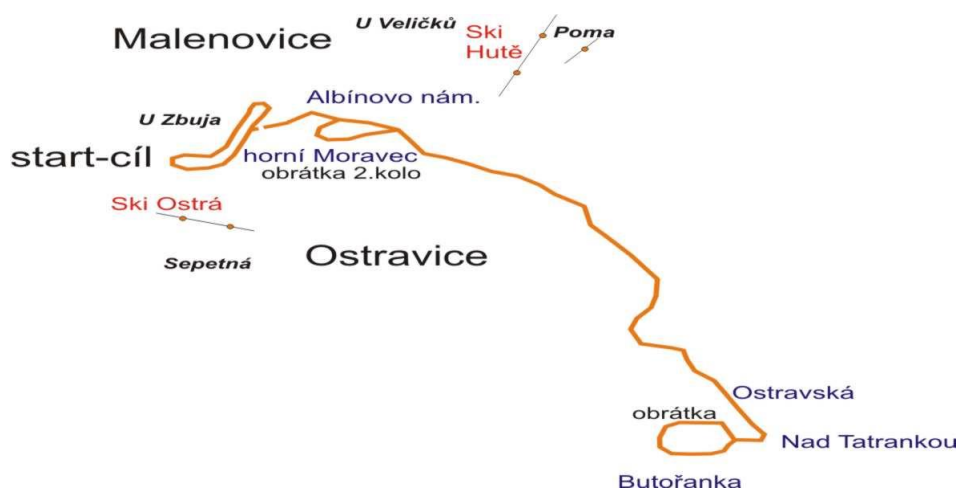 U Veličků
Ski
Hutě
Poma
Malenovice
Albínovo nám.
U Zbuja
start-cíl
horní Moravec
obrátka 2.kolo
Ski Ostrá
Sepetná
Ostravice
Ostravská
obrátka
Nad Tatrankou
Butořanka